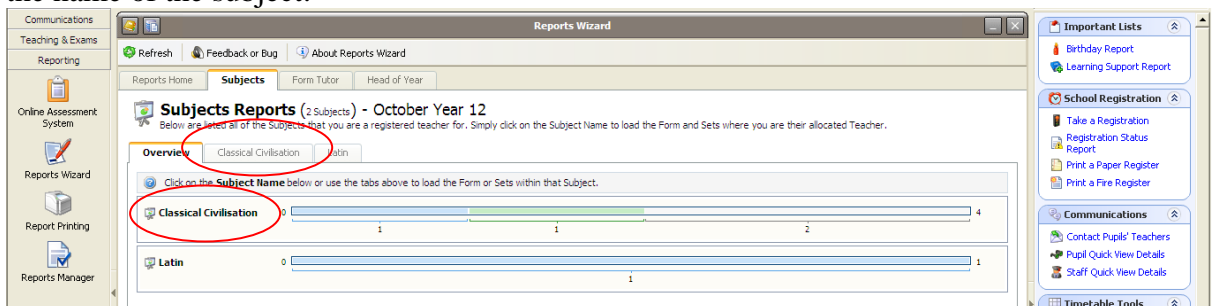 the name of the subject.
Communications
Teaching & Exams
Reporting
Online Assessment
System
Reports Wizard
Report Printing
Reports Manager
Reports Wizard
Refresh
Feedback or Bug
About Reports Wizard
Reports Home
Subjects
Form Tutor
Head of Year
Subjects Reports (2 Subjects) - October Year 12
Below are listed all of the Subjects that you are a registered teacher for. Simply click on the Subject Name to load the Form and Sets where you are their allocated Teacher.
Overview
Classical Civilisation
Latin
Click on the Subject Name below or use the tabs above to load the Form or Sets within that Subject.
Classical Civilisation 0 4
1 1 2
Latin 0 1
1
Important Lists
Birthday Report
Learning Support Report
School Registration
Take a Registration
Registration Status
Report
Print a Paper Register
Print a Fire Register
Communications
Contact Pupils' Teachers
Pupil Quick View Details
Staff Quick View Details
Timetable Tools